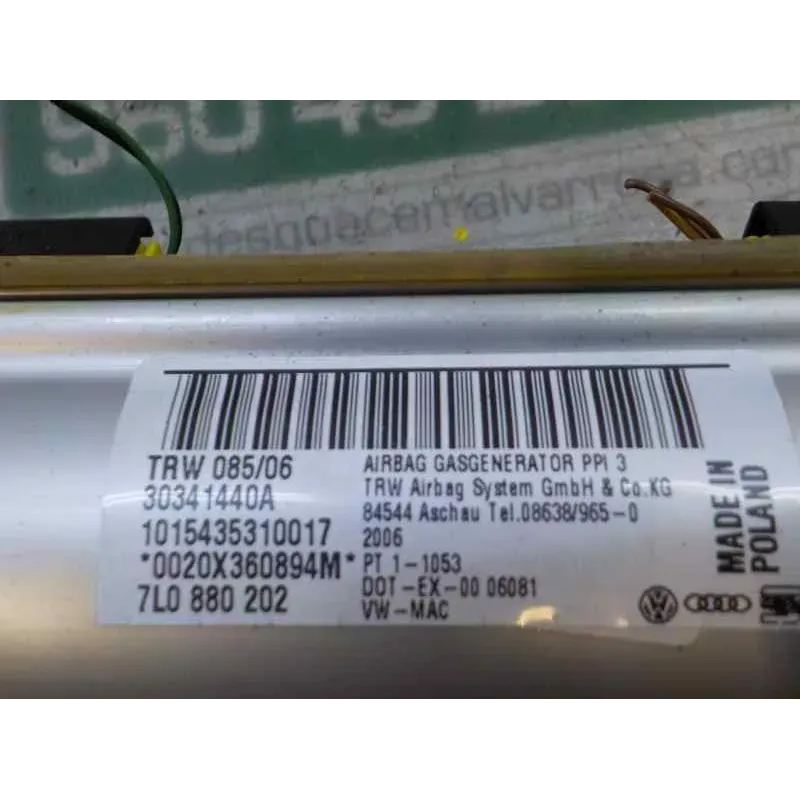 desguacemalvarrosa.com
TRW 085/06
30341440A
1015435310017
*0020X360894M*
7L0 880 202
AIRBAG GASGENERATOR PPI 3
TRW Airbag System GmbH & Co.KG
84544 Aschau Tel.08638/965-0
2006
PT 1-1053
DOT-EX-00 06081
VW-MAC
MADE IN
POLAND